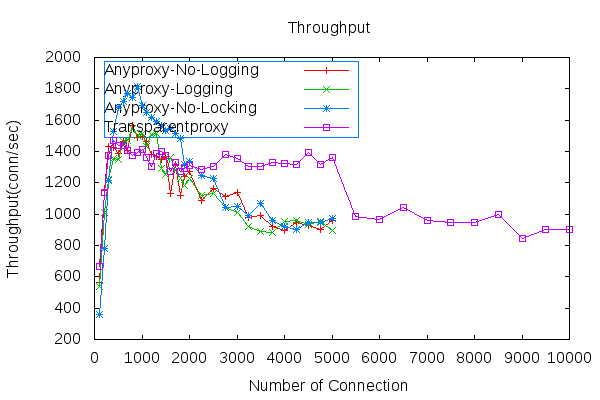 Throughput
2000
1800
1600
1400
1200
1000
800
600
400
200
Throughput(conn/sec)
Anyproxy-No-Logging
Anyproxy-Logging
Anyproxy-No-Locking
Transparentproxy
0 1000 2000 3000 4000 5000 6000 7000 8000 9000 10000
Number of Connection